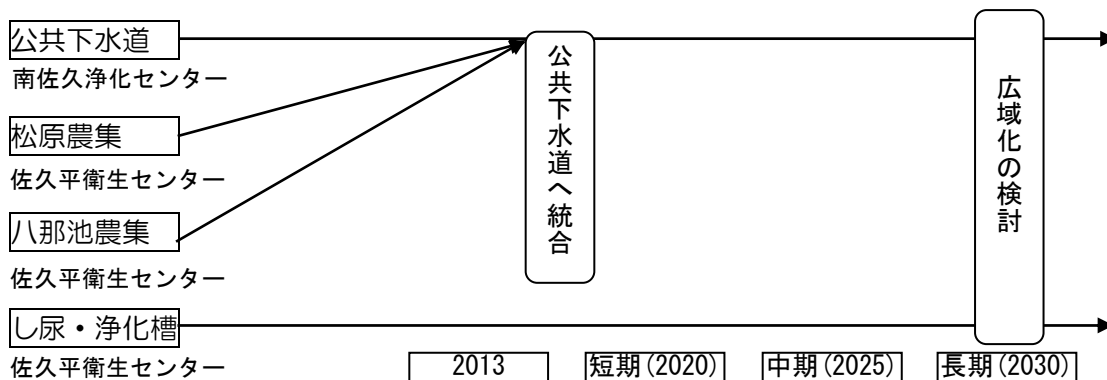 公共下水道
南佐久浄化センター
松原農集
佐久平衛生センター
八那池農集
佐久平衛生センター
し尿・浄化槽
佐久平衛生センター
公共下水道へ統合
広域化の検討
2013
短期(2020)
中期(2025)
長期(2030)